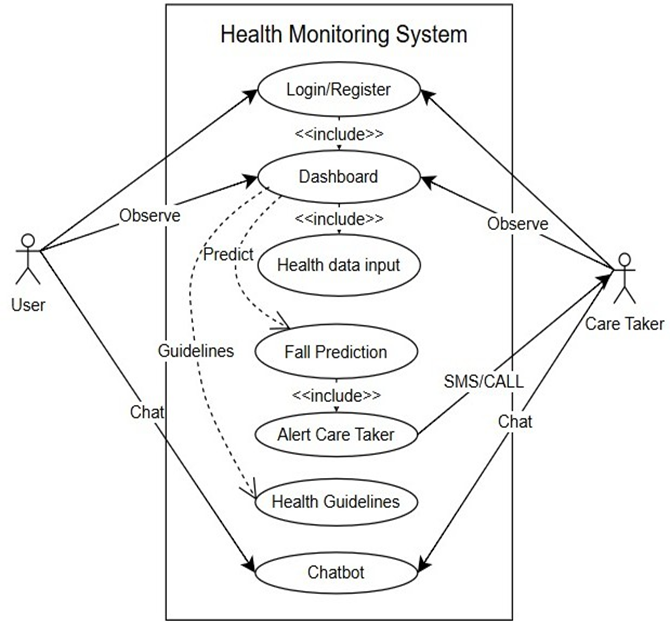 Health Monitoring System
Login/Register
<<include>>
Dashboard
Observe
<<include>>
Observe
Predict
Health data input
User
Care Taker
Guidelines
Fall Prediction
SMS/CALL
<<include>>
Chat
Chat
Alert Care Taker
Health Guidelines
Chatbot